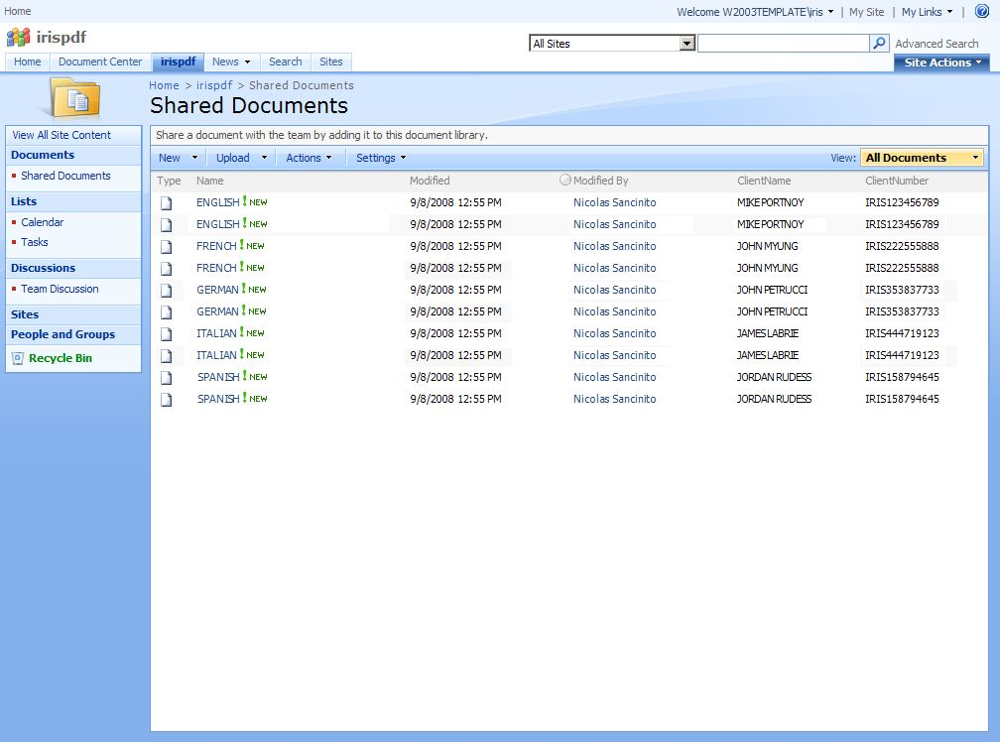 Home Welcome W2003TEMPLATE\iris | My Site | My Links |
irispdf
All Sites Advanced Search
Home Document Center irispdf News Search Sites Site Actions
Home > irispdf > Shared Documents
Shared Documents
View All Site Content
Documents
Shared Documents
Lists
Calendar
Tasks
Discussions
Team Discussion
Sites
People and Groups
Recycle Bin
Share a document with the team by adding it to this document library.
New Upload Actions Settings View: All Documents
Type Name Modified Modified By ClientName ClientNumber
ENGLISH ! NEW 9/8/2008 12:55 PM Nicolas Sancinito MIKE PORTNOY IRIS123456789
ENGLISH ! NEW 9/8/2008 12:55 PM Nicolas Sancinito MIKE PORTNOY IRIS123456789
FRENCH ! NEW 9/8/2008 12:55 PM Nicolas Sancinito JOHN MYUNG IRIS222555888
FRENCH ! NEW 9/8/2008 12:55 PM Nicolas Sancinito JOHN MYUNG IRIS222555888
GERMAN ! NEW 9/8/2008 12:55 PM Nicolas Sancinito JOHN PETRUCCI IRIS353837733
GERMAN ! NEW 9/8/2008 12:55 PM Nicolas Sancinito JOHN PETRUCCI IRIS353837733
ITALIAN ! NEW 9/8/2008 12:55 PM Nicolas Sancinito JAMES LABRIE IRIS444719123
ITALIAN ! NEW 9/8/2008 12:55 PM Nicolas Sancinito JAMES LABRIE IRIS444719123
SPANISH ! NEW 9/8/2008 12:55 PM Nicolas Sancinito JORDAN RUDESS IRIS158794645
SPANISH ! NEW 9/8/2008 12:55 PM Nicolas Sancinito JORDAN RUDESS IRIS158794645